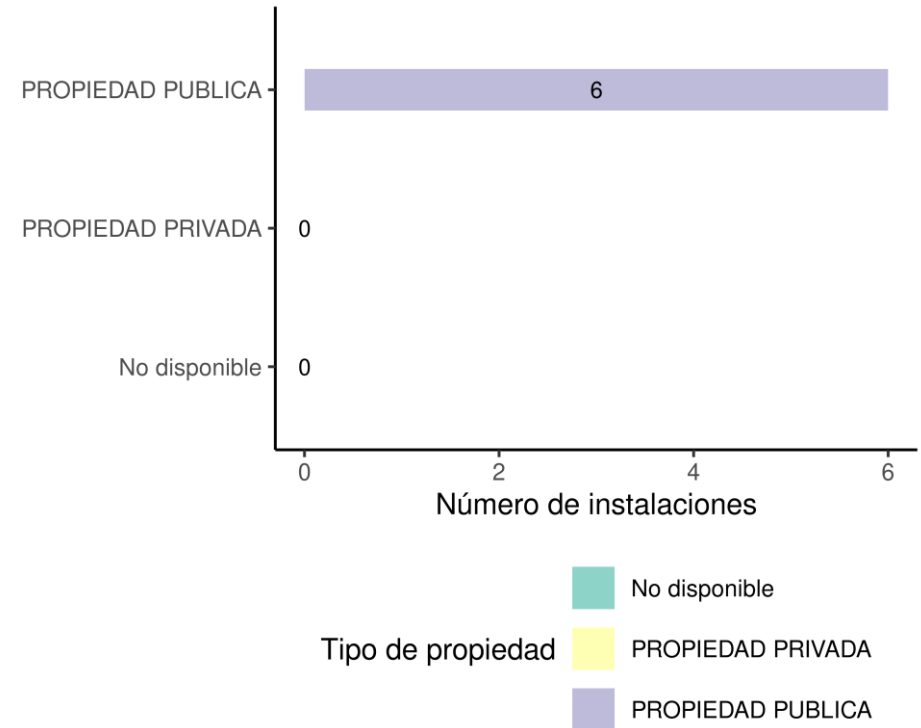 PROPIEDAD PUBLICA
6
PROPIEDAD PRIVADA
0
No disponible
0
0 2 4 6
Número de instalaciones
Tipo de propiedad
No disponible
PROPIEDAD PRIVADA
PROPIEDAD PUBLICA